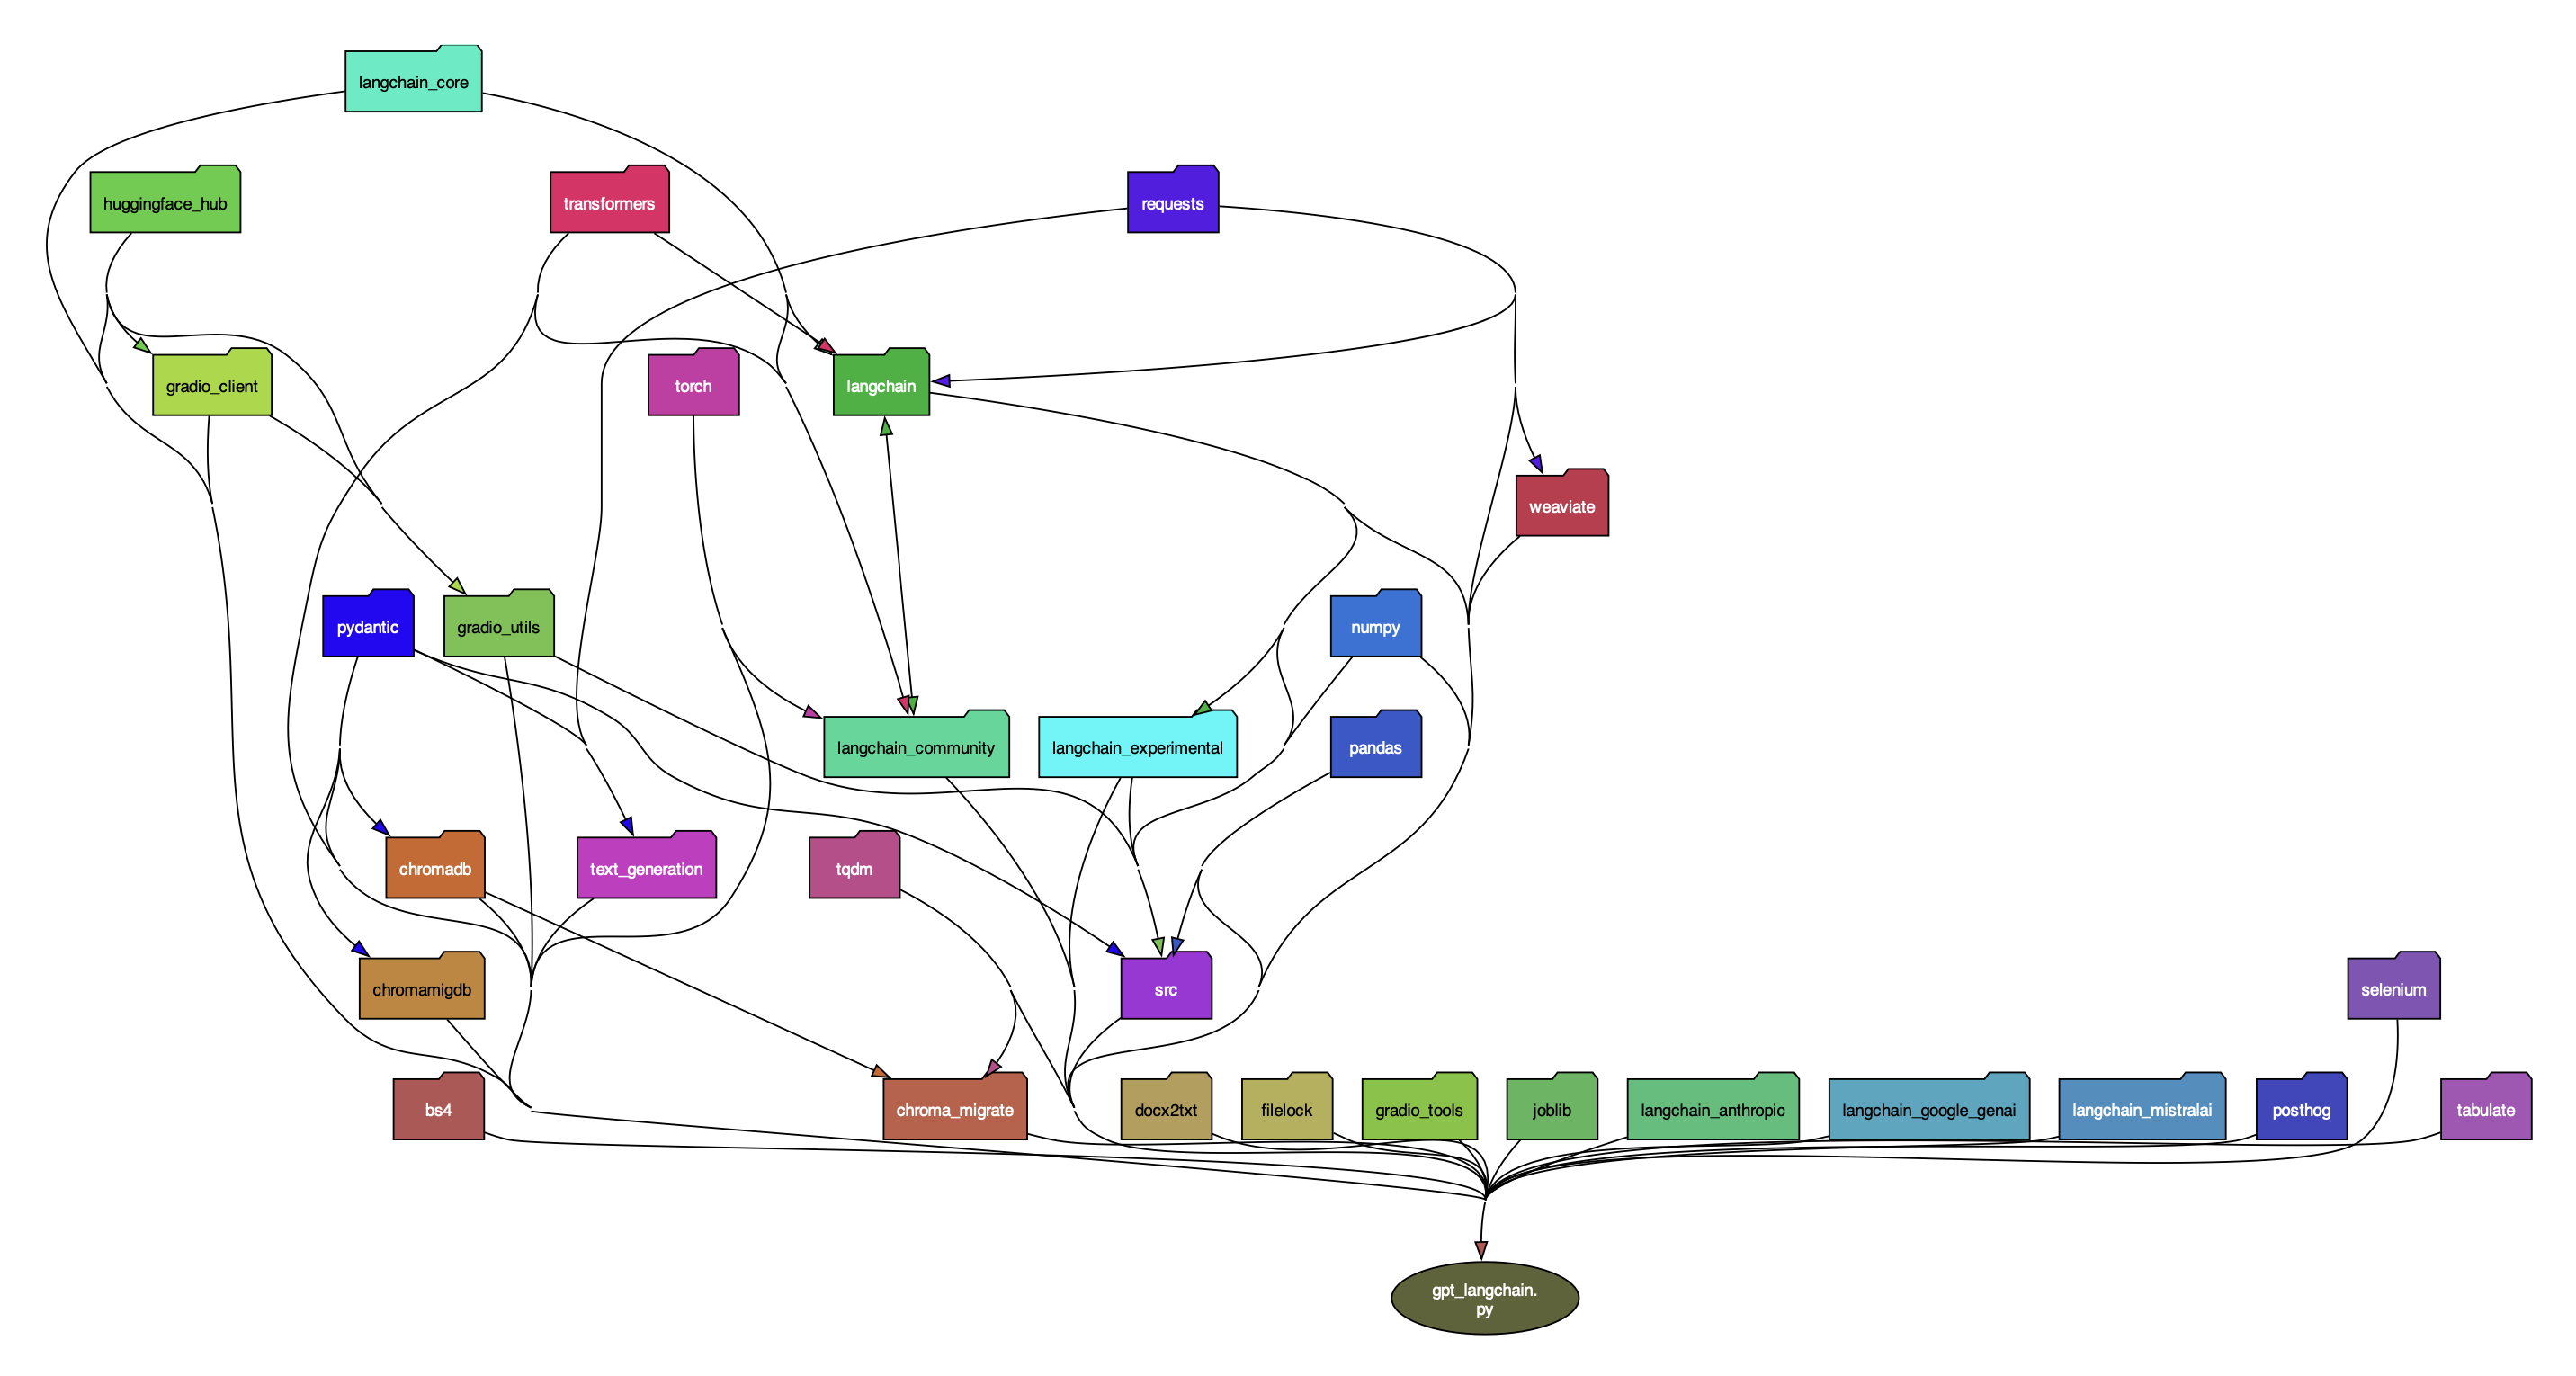 langchain_core
huggingface_hub
transformers
requests
gradio_client
torch
langchain
weaviate
pydantic
gradio_utils
numpy
langchain_community
langchain_experimental
pandas
chromadb
text_generation
tqdm
chromamigdb
src
selenium
bs4
chroma_migrate
docx2txt
filelock
gradio_tools
joblib
langchain_anthropic
langchain_google_genai
langchain_mistralai
posthog
tabulate
gpt_langchain.
py